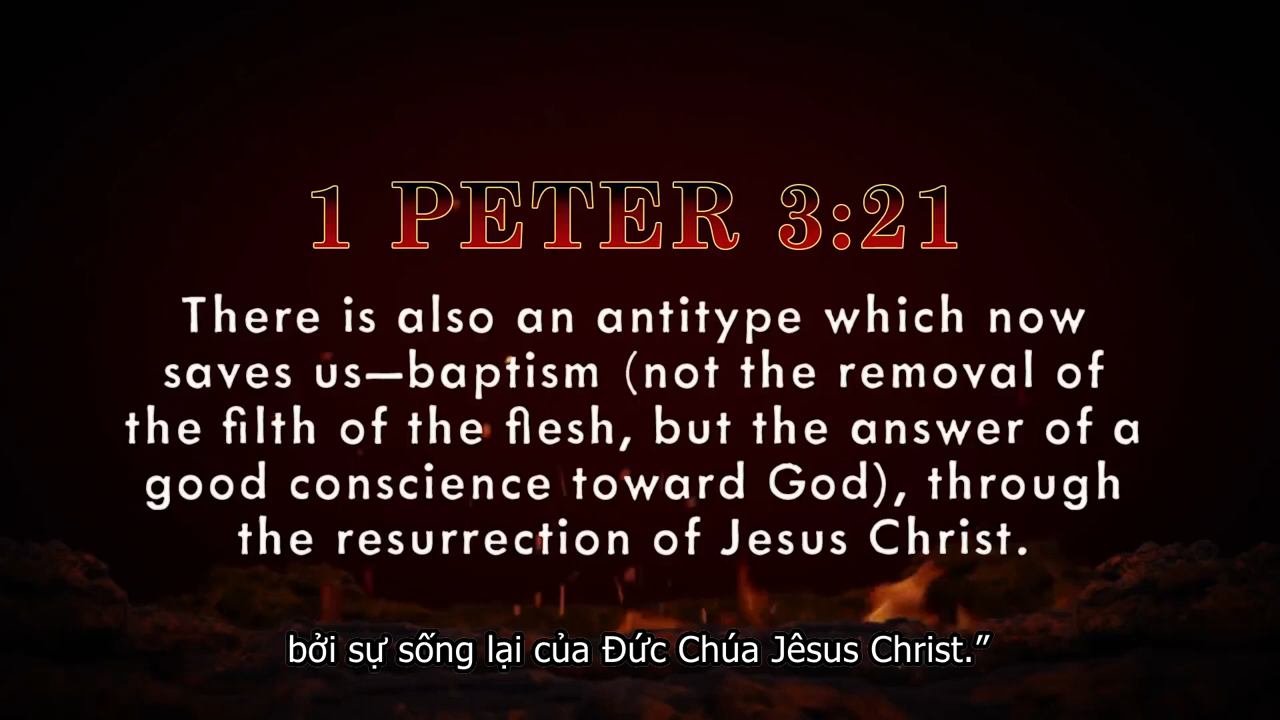 1 PETER 3:21
There is also an antitype which now
saves us—baptism (not the removal of
the filth of the flesh, but the answer of a
good conscience toward God), through
the resurrection of Jesus Christ.
bởi sự sống lại của Đức Chúa Jêsus Christ.”